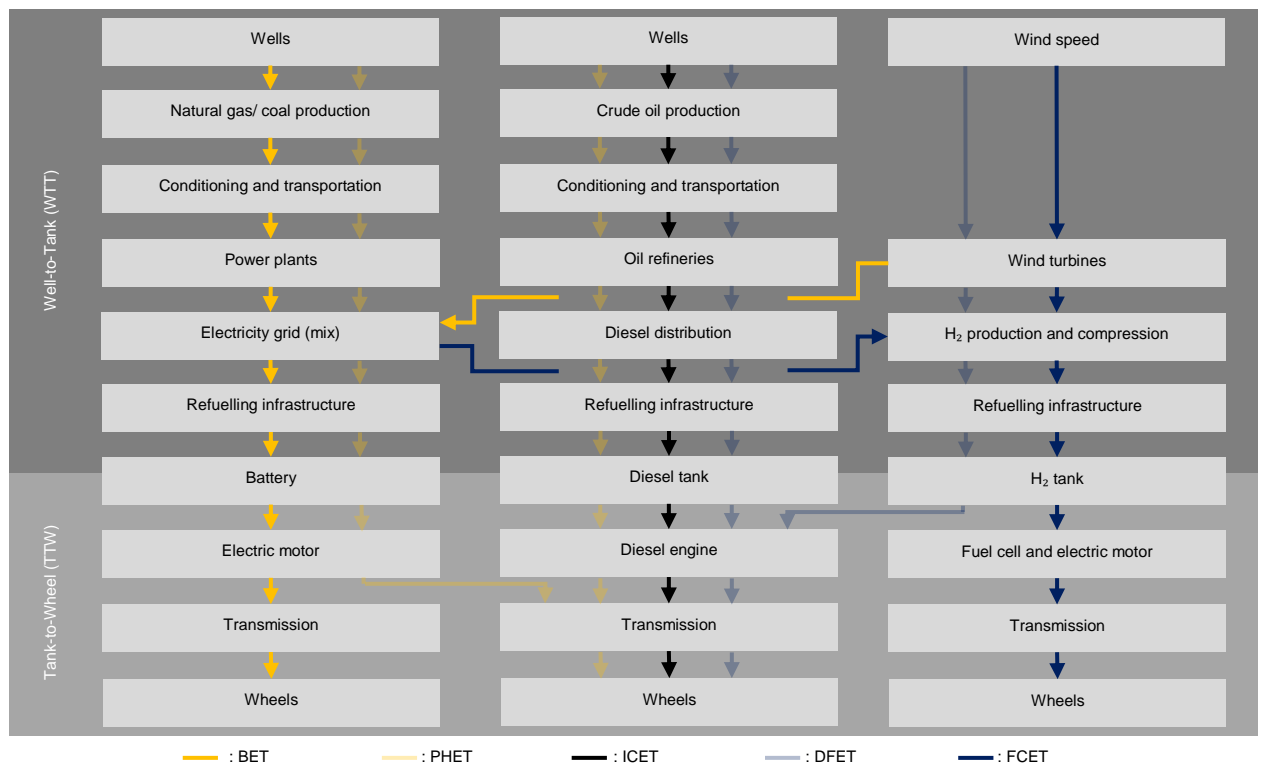 Well-to-Tank (WTT)
Tank-to-Wheel (TTW)
Wells
Natural gas/ coal production
Conditioning and transportation
Power plants
Electricity grid (mix)
Refuelling infrastructure
Battery
Electric motor
Transmission
Wheels
Wells
Crude oil production
Conditioning and transportation
Oil refineries
Diesel distribution
Refuelling infrastructure
Diesel tank
Diesel engine
Transmission
Wheels
Wind speed
Wind turbines
H₂ production and compression
Refuelling infrastructure
H₂ tank
Fuel cell and electric motor
Transmission
Wheels
: BET
: PHET
: ICET
: DFET
: FCET